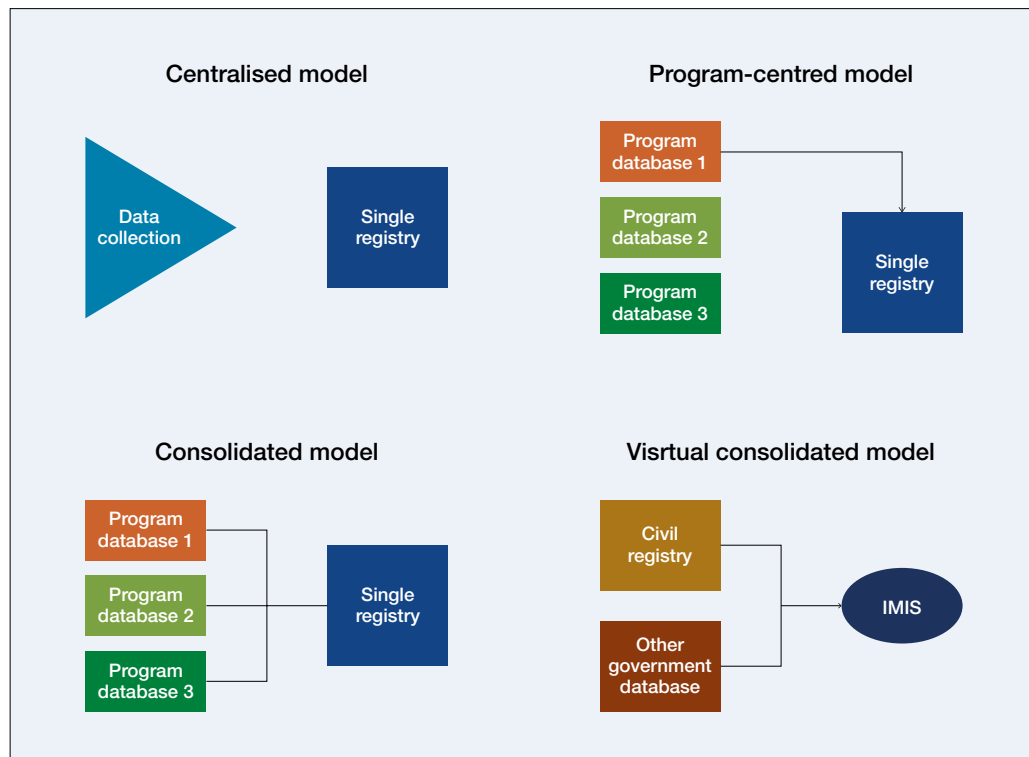 Centralised model
Data
collection
Single
registry
Program-centred model
Program
database 1
Program
database 2
Program
database 3
Single
registry
Consolidated model
Program
database 1
Program
database 2
Program
database 3
Single
registry
Visrtual consolidated model
Civil
registry
Other
government
database
IMIS